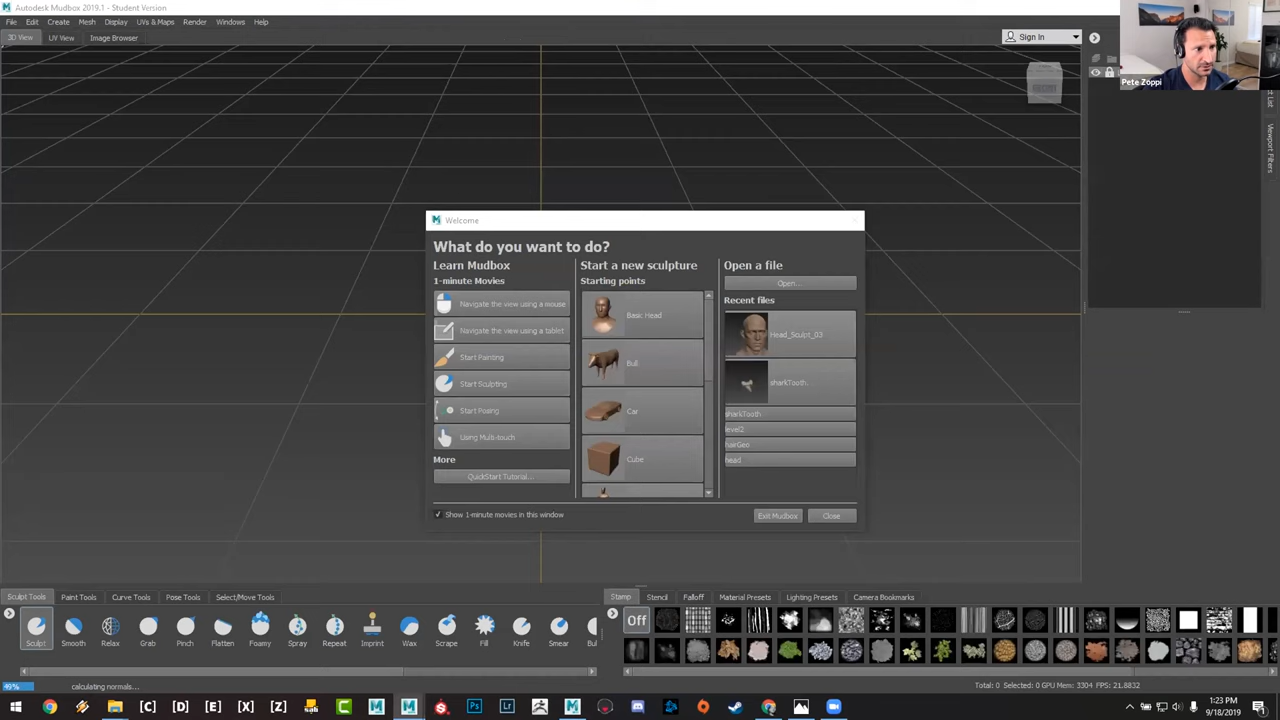 Autodesk Mudbox 2019.1 - Student Version
File Edit Create Mesh Display UVs & Maps Render Windows Help
3D View UV View Image Browser
Sign In
Pete Zoppi
Viewport Filters
Welcome
What do you want to do?
Learn Mudbox
1-minute Movies
Navigate the view using a mouse
Navigate the view using a tablet
Start Painting
Start Sculpting
Start Posing
Using Multi-touch
More
QuickStart Tutorial...
Show 1-minute movies in this window
Start a new sculpture
Starting points
Basic Head
Bull
Car
Cube
Open a file
Open...
Recent files
Head_Sculpt_03
sharkTooth
sharkTooth
level2
hairGeo
head
Exit Mudbox Close
Sculpt Tools Paint Tools Curve Tools Pose Tools Select/Move Tools
Sculpt Smooth Relax Grab Pinch Flatten Foamy Spray Repeat Imprint Wax Scrape Fill Knife Smear
Stamp Stencil Falloff Material Presets Lighting Presets Camera Bookmarks
Off
49% calculating normals...
Total: 0 Selected: 0 GPU Mem: 3304 FPS: 21.8832
1:23 PM
9/18/2019